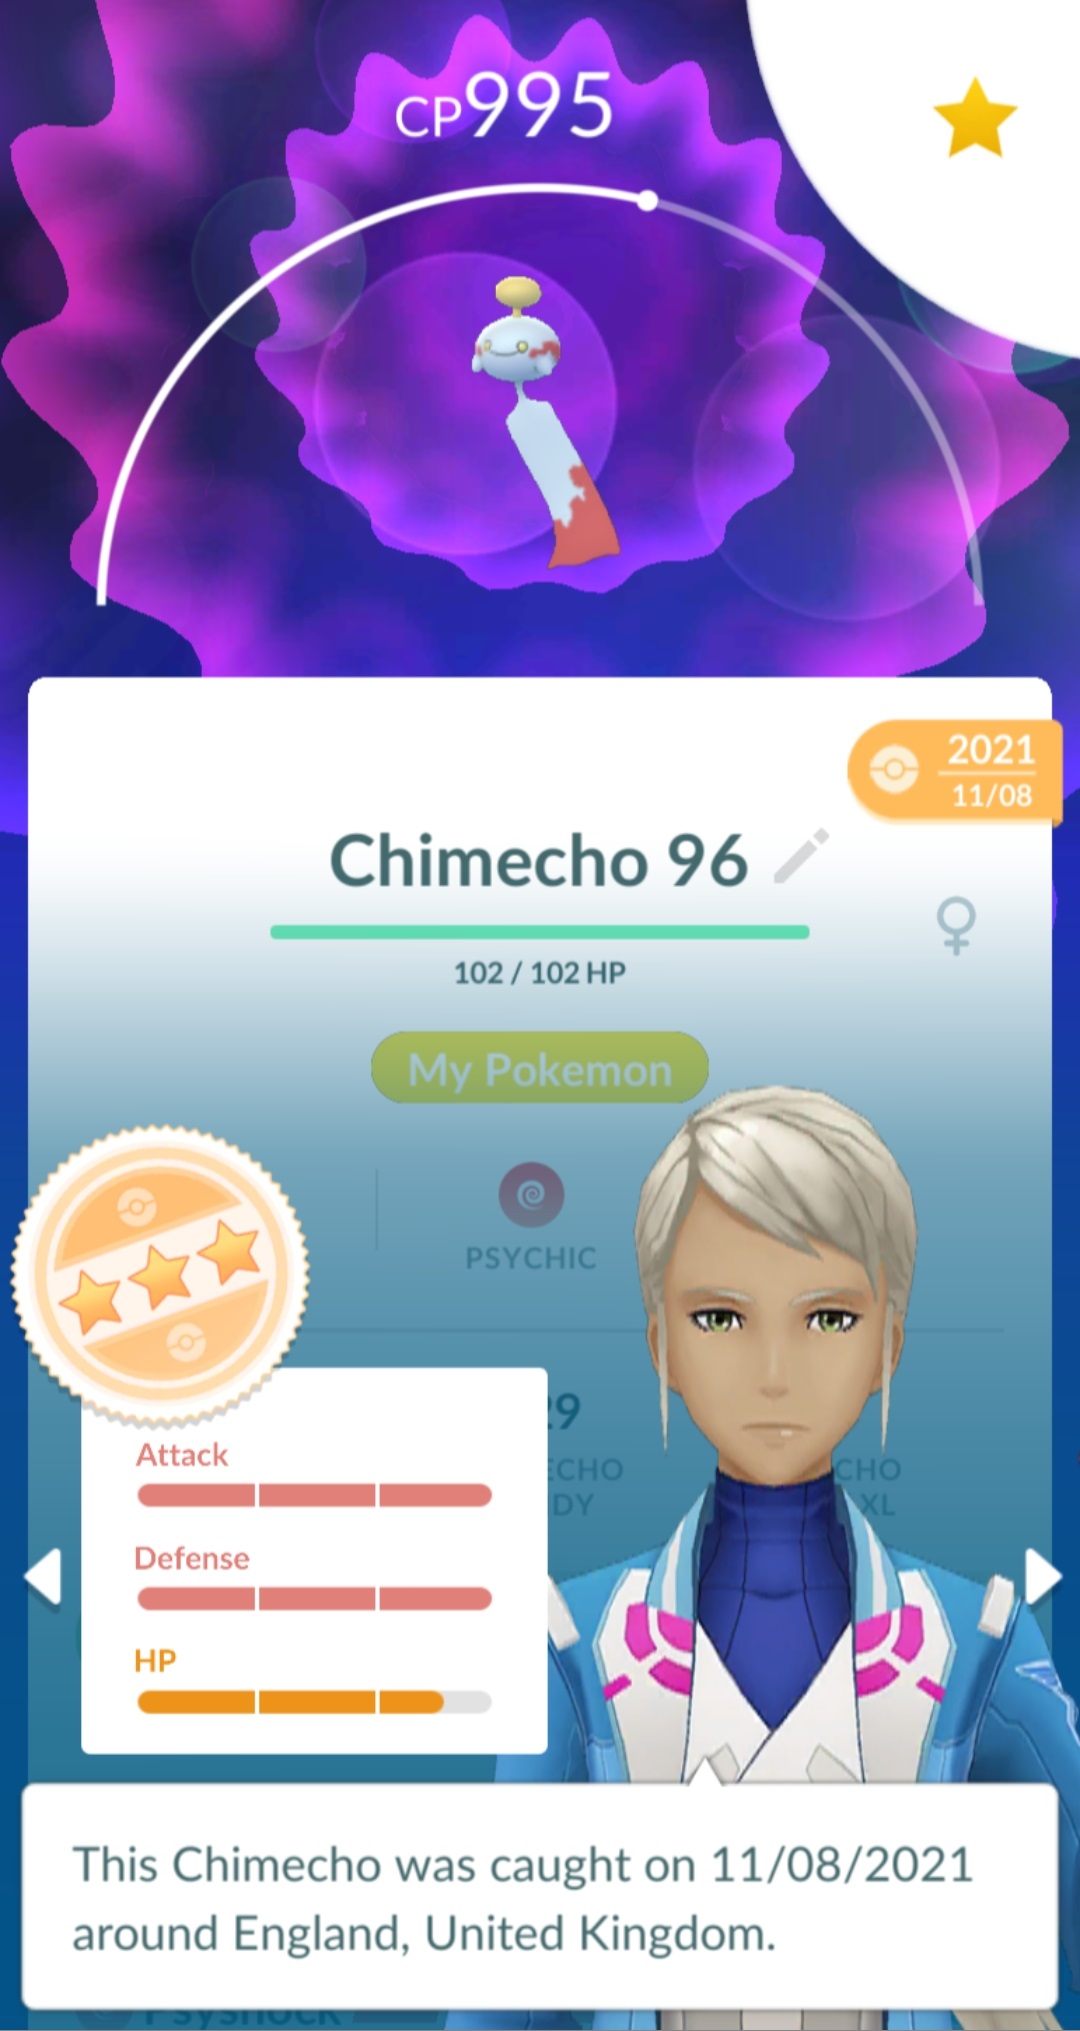 CP995
2021
11/08
Chimecho 96
102 / 102 HP
My Pokemon
PSYCHIC
Attack
Defense
HP
This Chimecho was caught on 11/08/2021
around England, United Kingdom.
Psyshock